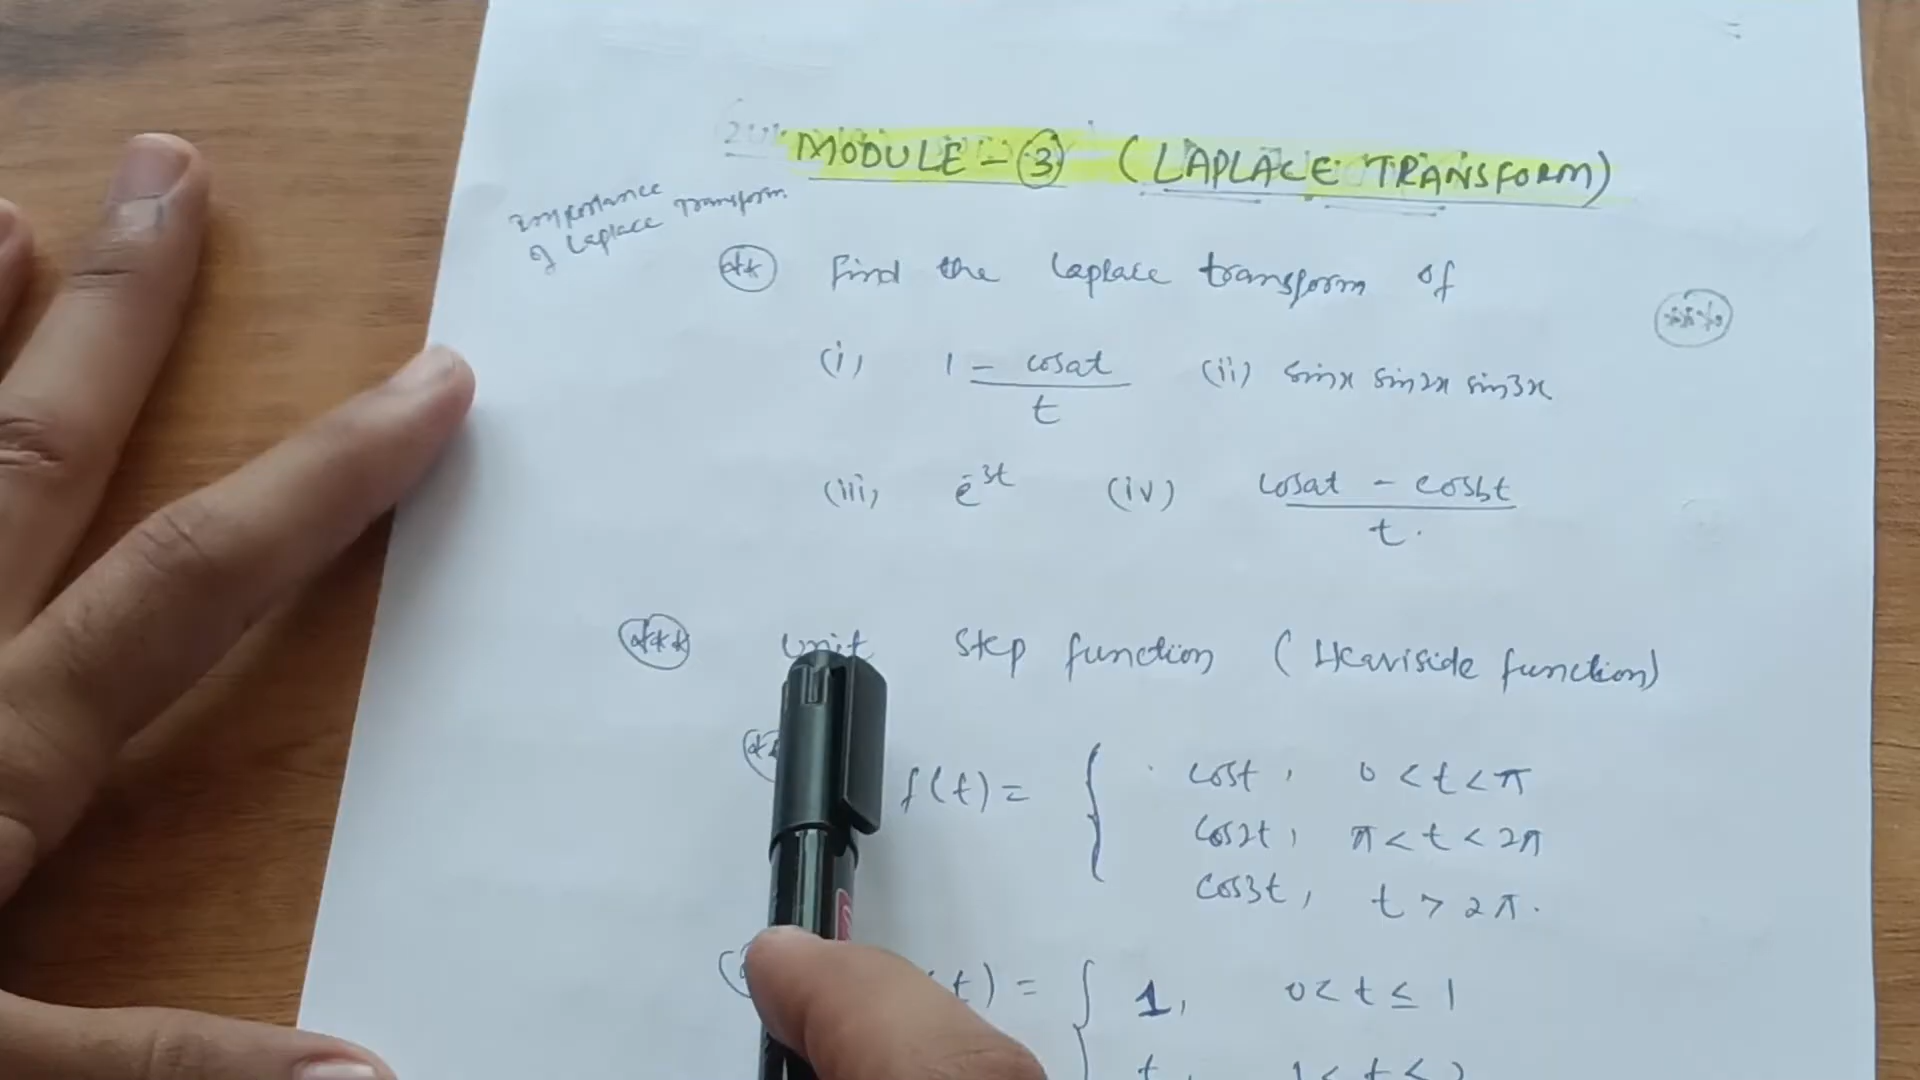 MODULE - 3 (LAPLACE TRANSFORM)
Importance
of Laplace Transform
** Find the Laplace transform of
(i) 1 - cosat / t (ii) sinx sin2x sin3x
(iii) e^-3t (iv) cosat - cosbt / t.
*** Unit step function (Heaviside function)
f(t) = { cost, 0 < t < π
cos2t, π < t < 2π
cos3t, t > 2π.
t) = { 1, 0 < t ≤ 1
t, 1 < t ≤ 2